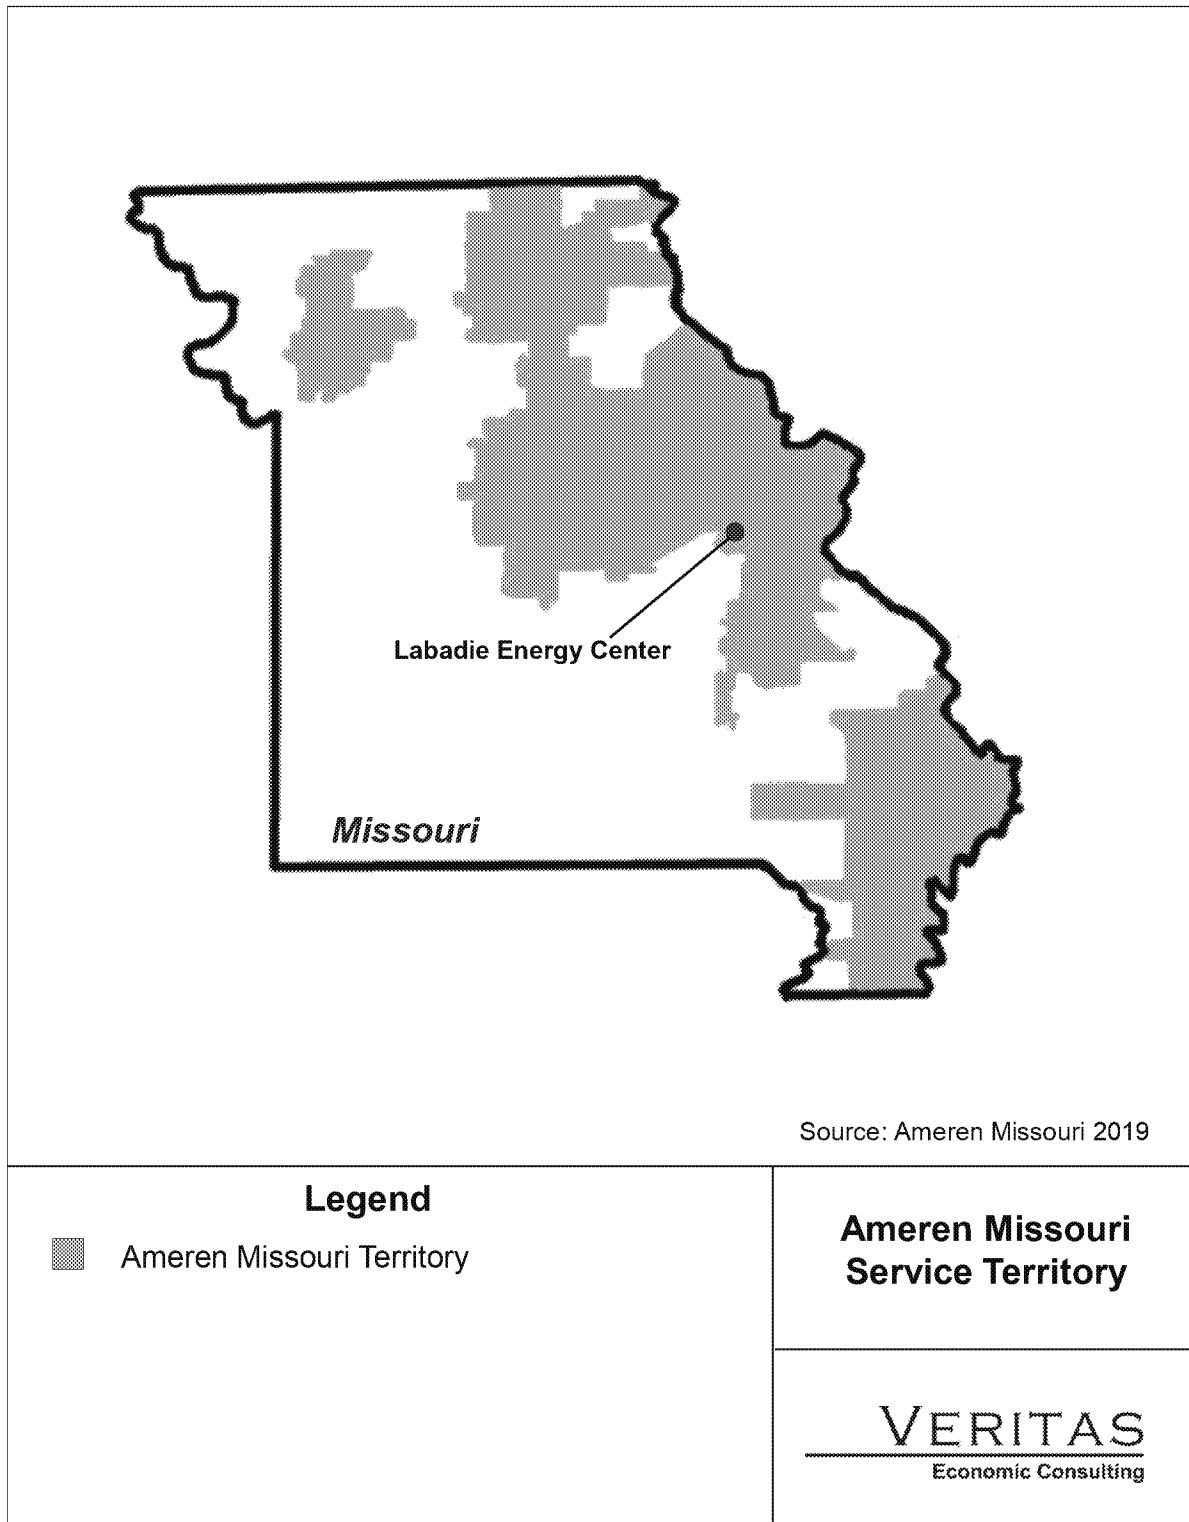 Labadie Energy Center
Missouri
Source: Ameren Missouri 2019
Legend
Ameren Missouri Territory
Ameren Missouri
Service Territory
VERITAS
Economic Consulting